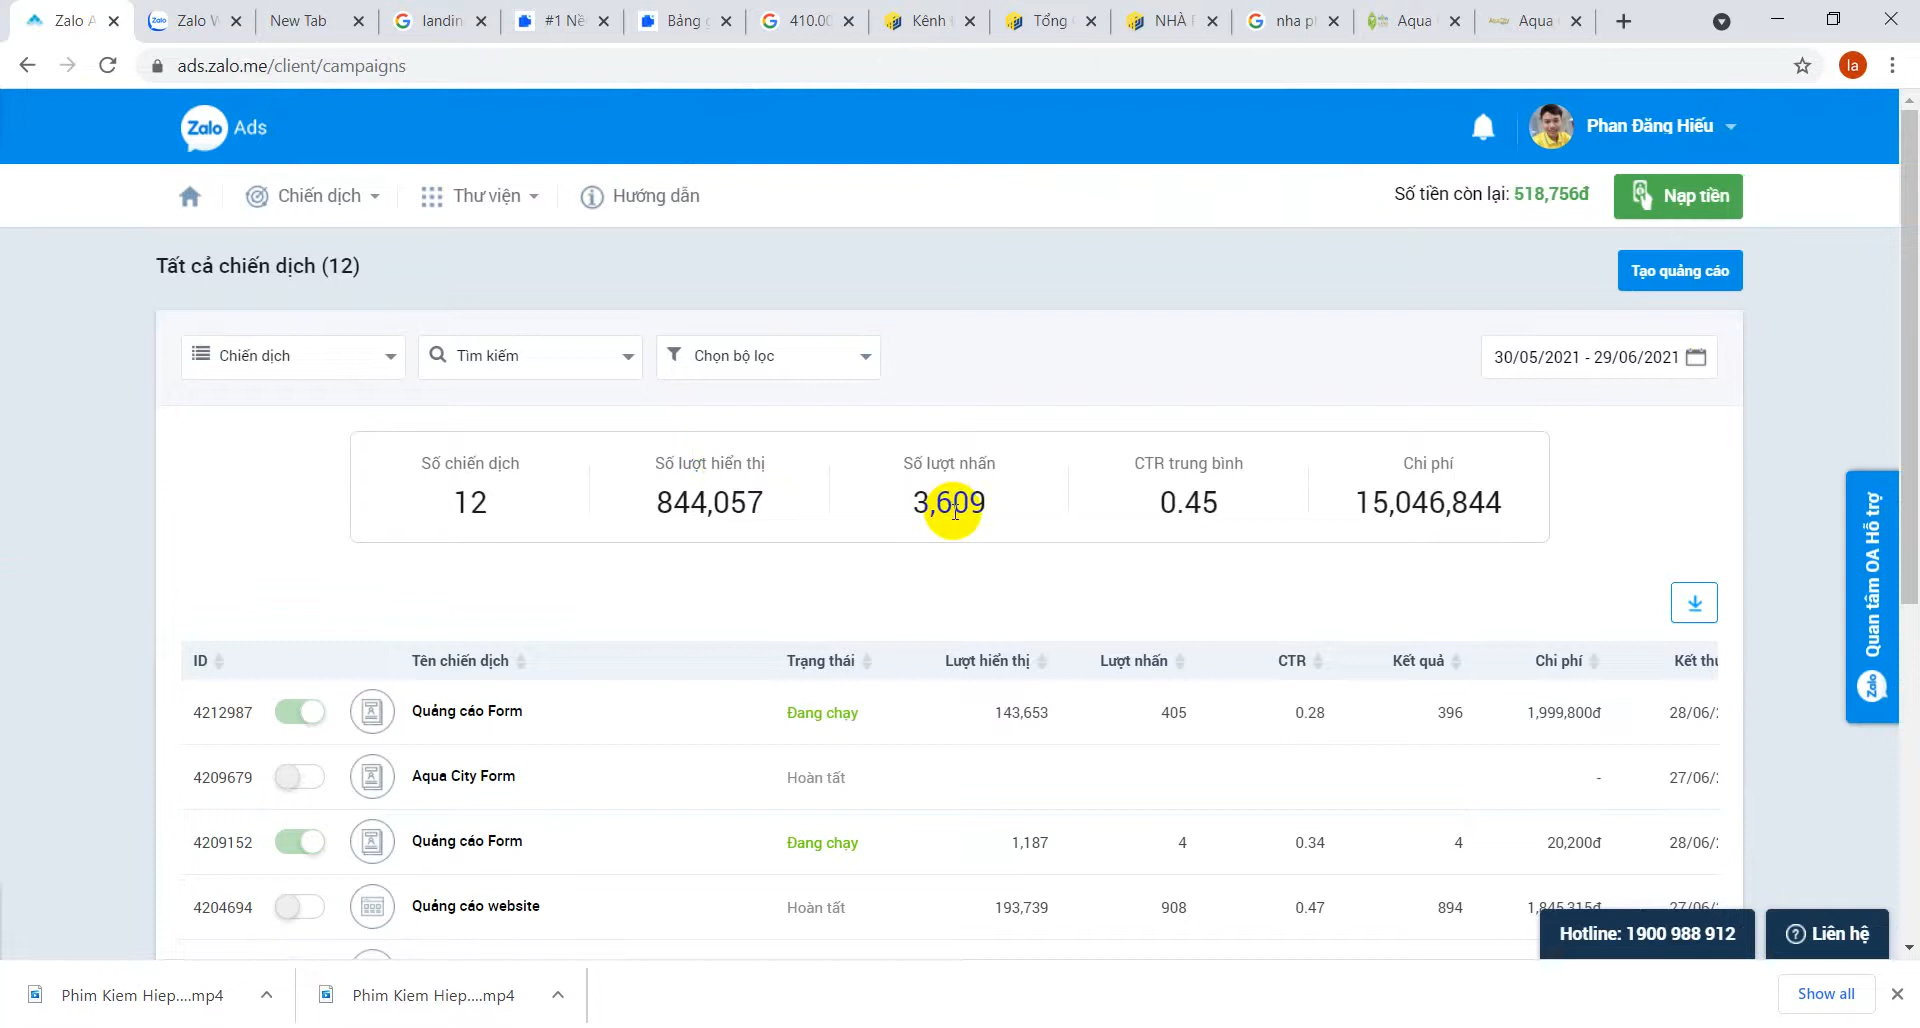 Zalo A
Zalo W
New Tab
landin
#1 Nề
Bảng g
410.00
Kênh
Tổng
NHÀ F
nha p
Aqua
Aqua
ads.zalo.me/client/campaigns
la
Zalo Ads
Phan Đăng Hiếu
Chiến dịch
Thư viện
Hướng dẫn
Số tiền còn lại: 518,756đ
Nạp tiền
Tất cả chiến dịch (12)
Tạo quảng cáo
Chiến dịch
Tìm kiếm
Chọn bộ lọc
30/05/2021 - 29/06/2021
Số chiến dịch
Số lượt hiển thị
Số lượt nhấn
CTR trung bình
Chi phí
12
844,057
3,609
0.45
15,046,844
Quan tâm OA Hỗ trợ
Zalo
ID Tên chiến dịch Trạng thái Lượt hiển thị Lượt nhấn CTR Kết quả Chi phí Kết thú
4212987 Quảng cáo Form Đang chạy 143,653 405 0.28 396 1,999,800đ 28/06/
4209679 Aqua City Form Hoàn tất - 27/06/
4209152 Quảng cáo Form Đang chạy 1,187 4 0.34 4 20,200đ 28/06/
4204694 Quảng cáo website Hoàn tất 193,739 908 0.47 894 1,845,315đ 27/06/
Hotline: 1900 988 912
Liên hệ
Phim Kiem Hiep....mp4
Phim Kiem Hiep....mp4
Show all